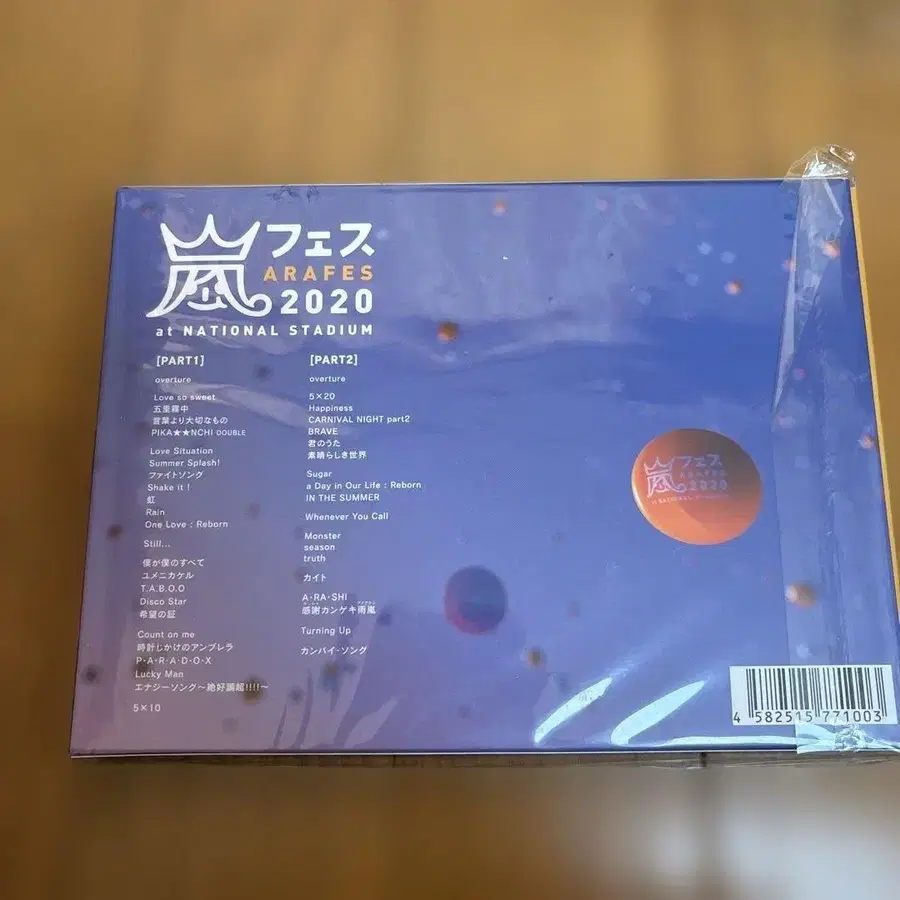 嵐フェス
ARAFES
2020
at NATIONAL STADIUM
[PART1]
overture
Love so sweet
五里霧中
言葉より大切なもの
PIKA★★NCHI DOUBLE
Love Situation
Summer Splash!
ファイトソング
Shake it!
虹
Rain
One Love : Reborn
Still...
僕が僕のすべて
ユメニカケル
T.A.B.O.O
Disco Star
希望の証
Count on me
時計じかけのアンブレラ
P・A・R・A・D・O・X
Lucky Man
エナジーソング〜絶好調超!!!!〜
5×10
[PART2]
overture
5×20
Happiness
CARNIVAL NIGHT part2
BRAVE
君のうた
素晴らしき世界
Sugar
a Day in Our Life : Reborn
IN THE SUMMER
Whenever You Call
Monster
season
truth
カイト
A・RA・SHI
感謝カンゲキ雨嵐
Turning Up
カンパイ・ソング
嵐フェス
ARAFES
2020
4 582515 771003